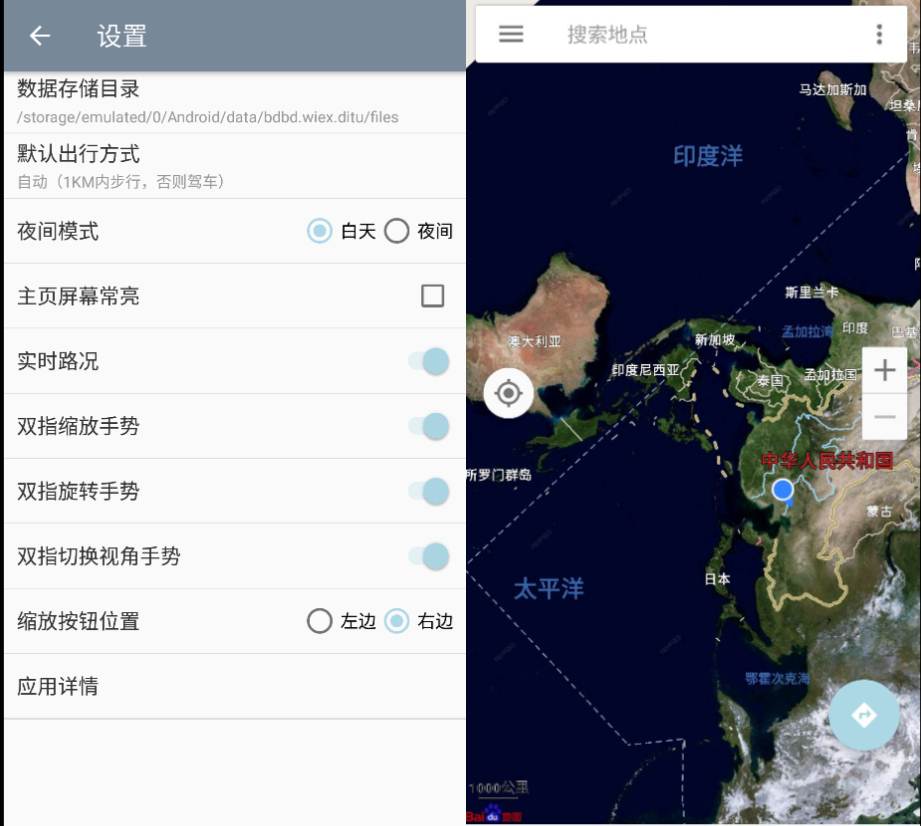 设置
数据存储目录
/storage/emulated/0/Android/data/bdbd.wiex.ditu/files
默认出行方式
自动（1KM内步行，否则驾车）
夜间模式
白天 夜间
主页屏幕常亮
实时路况
双指缩放手势
双指旋转手势
双指切换视角手势
缩放按钮位置
左边 右边
应用详情
搜索地点
马达加斯加
坦桑
肯
印度洋
斯里兰卡
孟加拉湾
印度
巴基
澳大利亚
新加坡
印度尼西亚
泰国
孟加拉国
中华人民共和国
所罗门群岛
蒙古
日本
太平洋
鄂霍次克海
1000公里
Bai du 地图